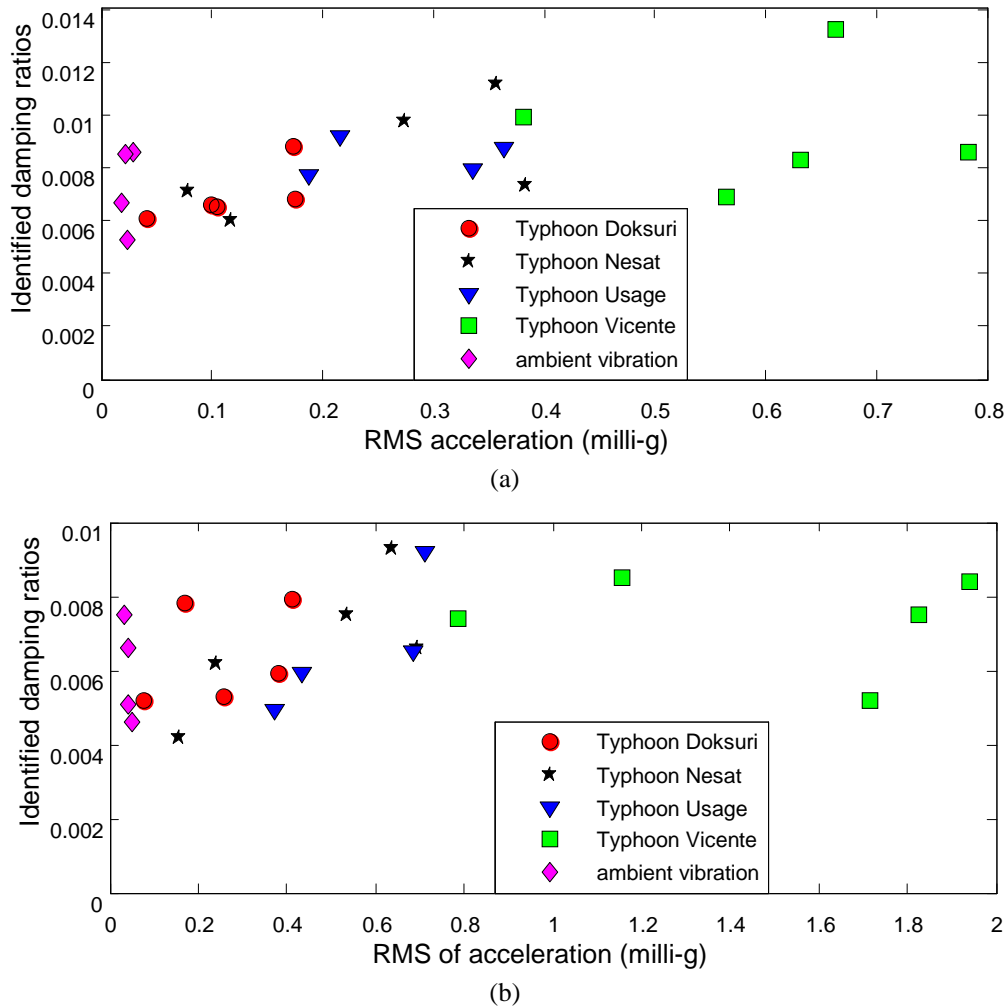 0.014
0.012
0.01
0.008
0.006
0.004
0.002
0
Identified damping ratios
Typhoon Doksuri
Typhoon Nesat
Typhoon Usage
Typhoon Vicente
ambient vibration
0 0.1 0.2 0.3 0.4 0.5 0.6 0.7 0.8
RMS acceleration (milli-g)
(a)
0.01
0.008
0.006
0.004
0.002
0
Identified damping ratios
Typhoon Doksuri
Typhoon Nesat
Typhoon Usage
Typhoon Vicente
ambient vibration
0 0.2 0.4 0.6 0.8 1 1.2 1.4 1.6 1.8 2
RMS of acceleration (milli-g)
(b)